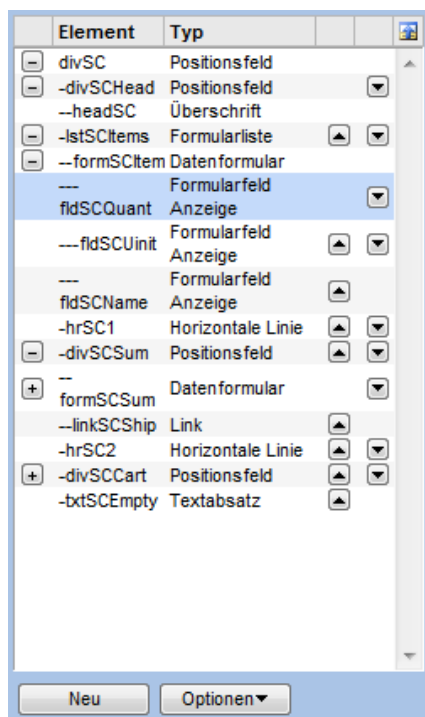 Element Typ
divSC Positionsfeld
-divSCHead Positionsfeld
--headSC Überschrift
-lstSCItems Formularliste
--formSCItem Datenformular
--- Formularfeld
fldSCQuant Anzeige
---fldSCUinit Formularfeld
Anzeige
--- Formularfeld
fldSCName Anzeige
-hrSC1 Horizontale Linie
-divSCSum Positionsfeld
--
formSCSum Datenformular
--linkSCShip Link
-hrSC2 Horizontale Linie
-divSCCart Positionsfeld
-txtSCEmpty Textabsatz
Neu Optionen